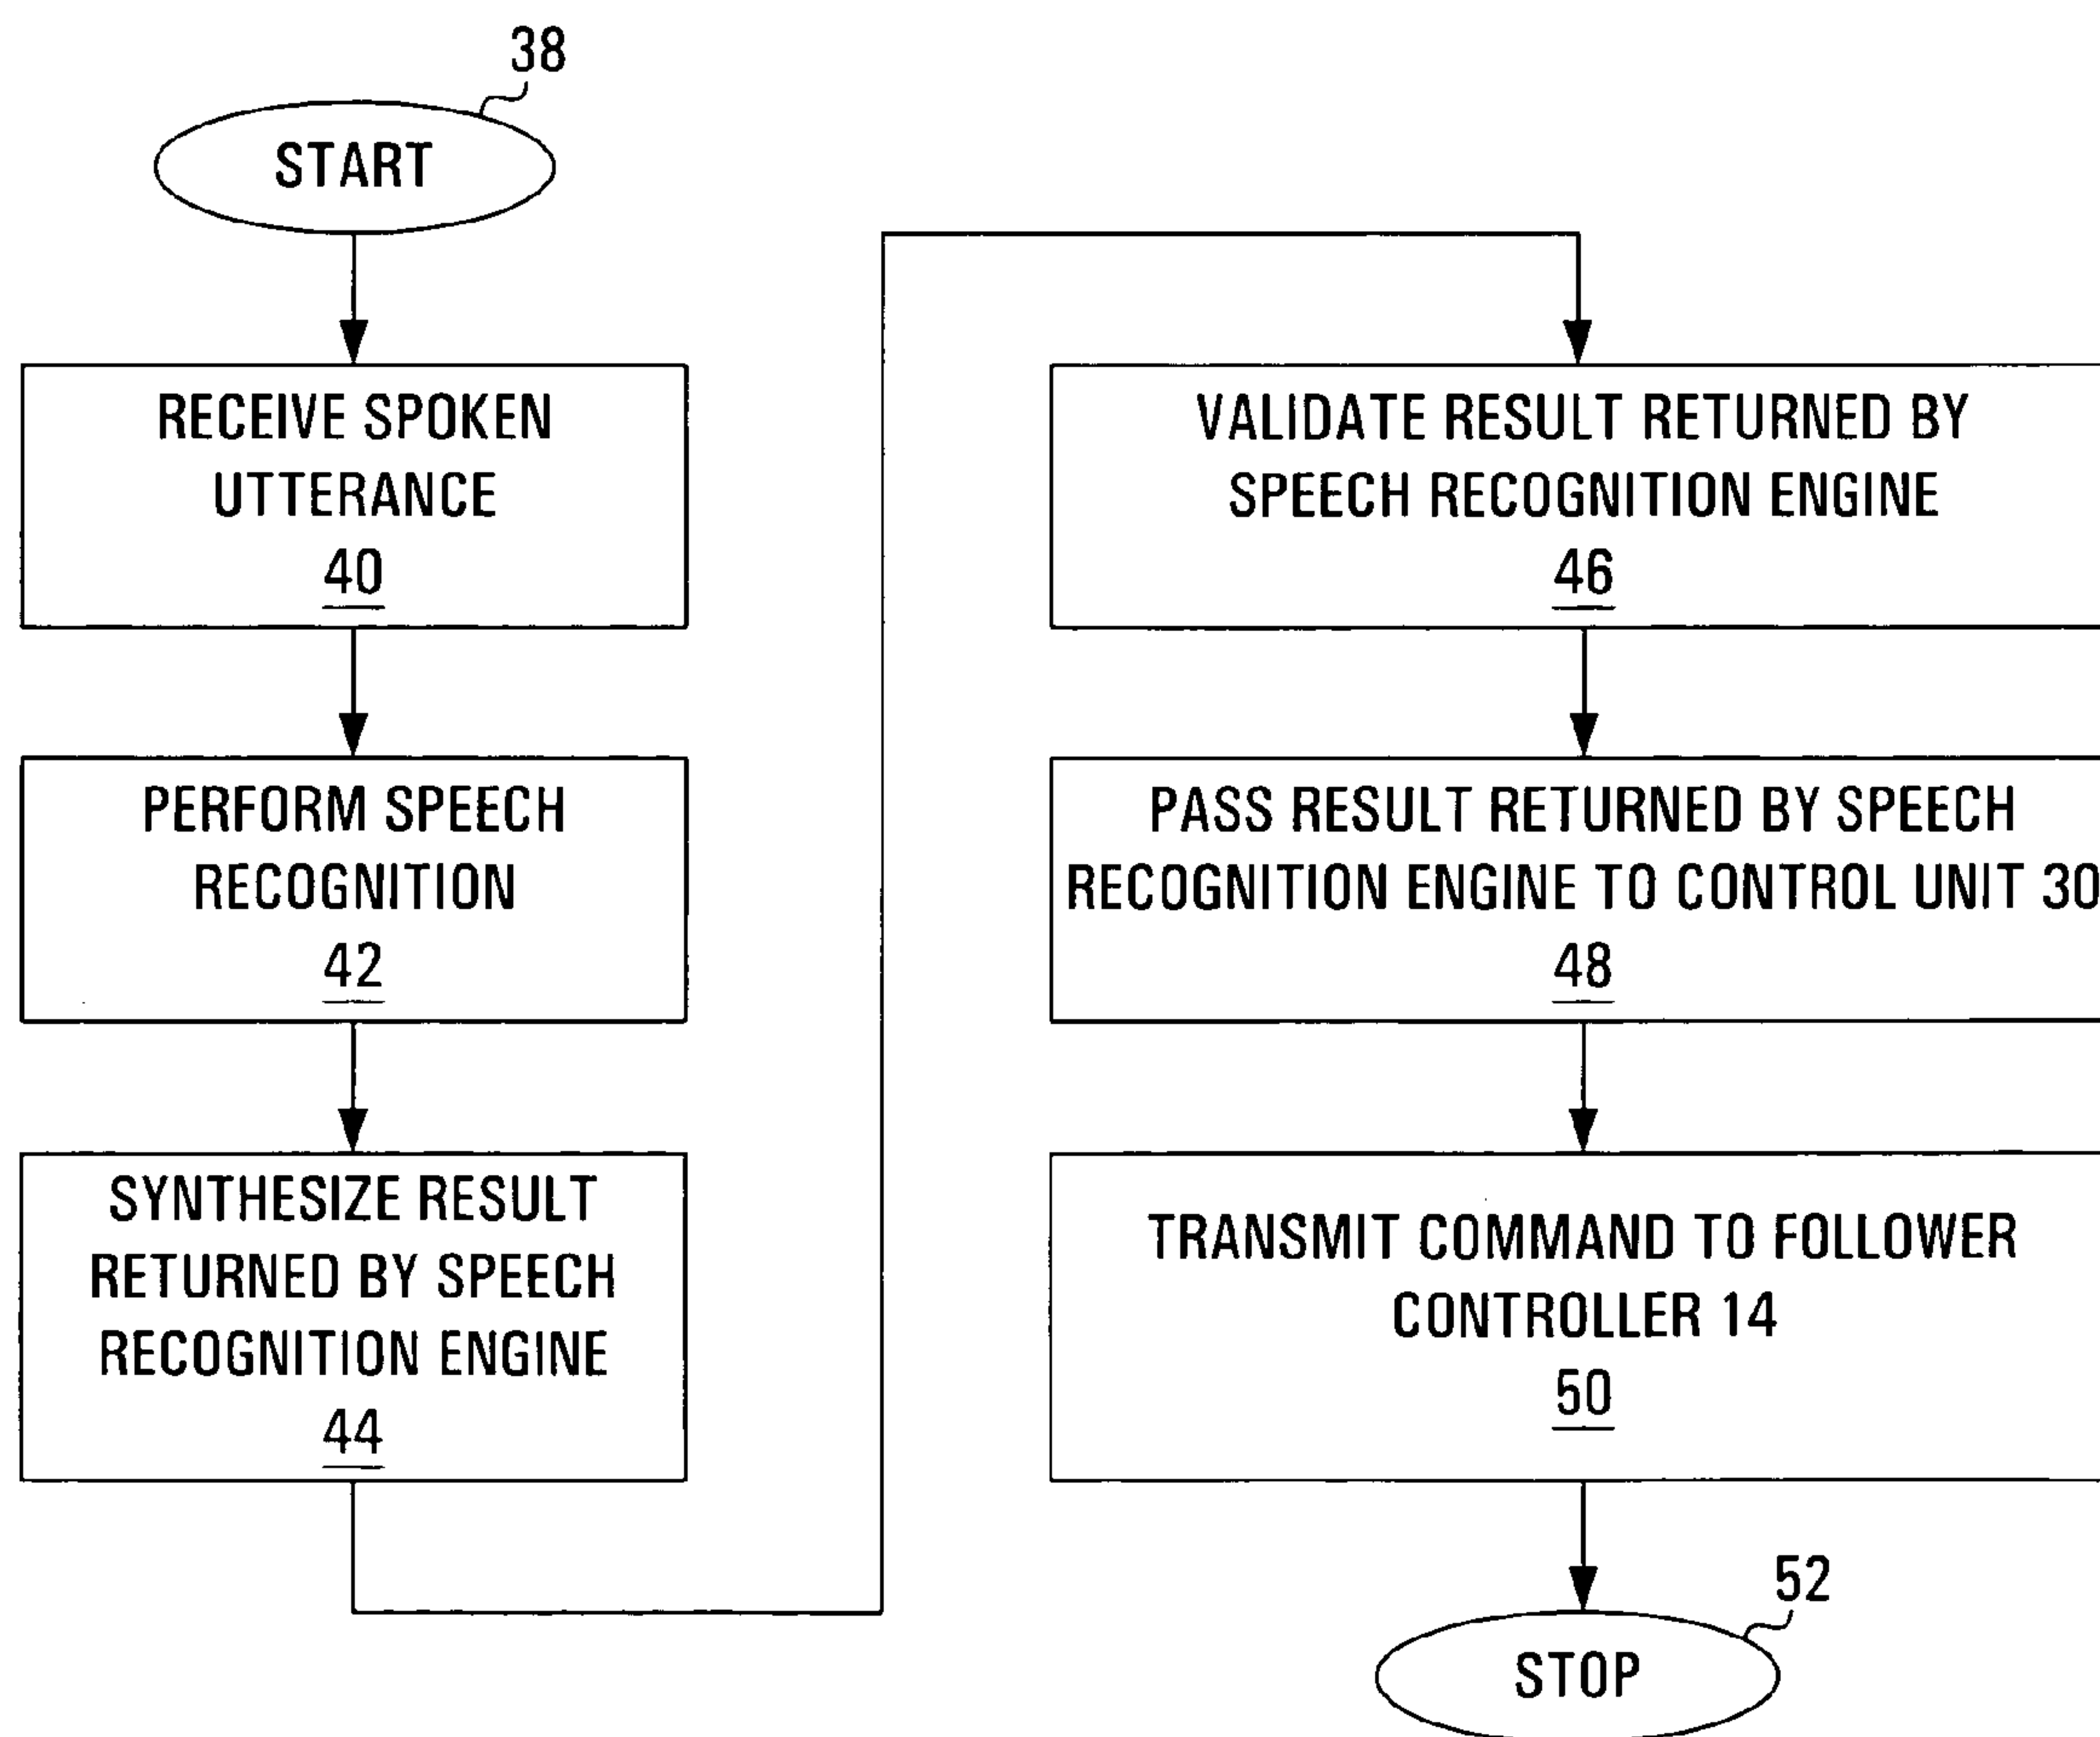 38
START
RECEIVE SPOKEN
UTTERANCE
40
PERFORM SPEECH
RECOGNITION
42
SYNTHESIZE RESULT
RETURNED BY SPEECH
RECOGNITION ENGINE
44
VALIDATE RESULT RETURNED BY
SPEECH RECOGNITION ENGINE
46
PASS RESULT RETURNED BY SPEECH
RECOGNITION ENGINE TO CONTROL UNIT 30
48
TRANSMIT COMMAND TO FOLLOWER
CONTROLLER 14
50
52
STOP